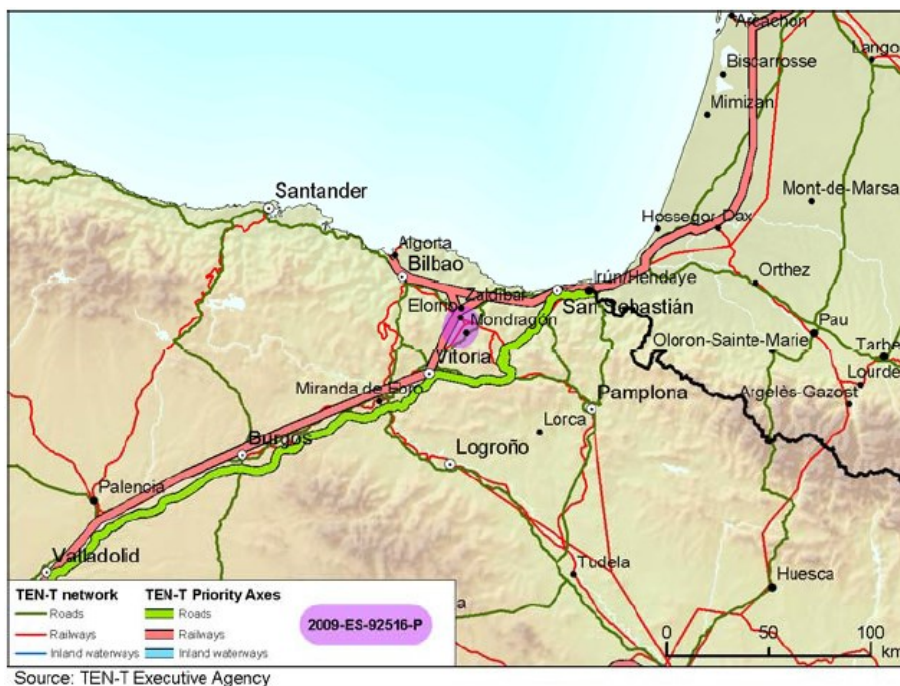 Arcachon
Lango
Biscarrosse
Mimizan
Mont-de-Marsa
Santander
Hossegor Dax
Algorta
Bilbao
Orthez
Irún/Hendaye
Zaldibar
San Sebastián
Elorrio
Mondragón
Pau
Oloron-Sainte-Marie
Tarbe
Vitoria
Lourde
Miranda de Ebro
Pamplona
Argelès-Gazost
Lorca
Burgos
Logroño
Palencia
Valladolid
Tudela
Huesca
a
TEN-T network
Roads
Railways
Inland waterways
TEN-T Priority Axes
Roads
Railways
Inland waterways
2009-ES-92516-P
0 50 100
km
Source: TEN-T Executive Agency